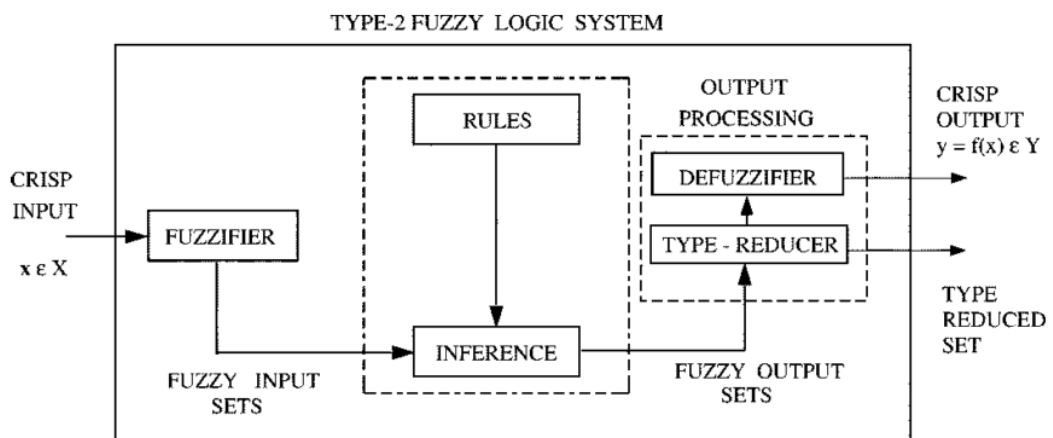 TYPE-2 FUZZY LOGIC SYSTEM
CRISP
INPUT
x ε X
FUZZIFIER
FUZZY INPUT
SETS
RULES
INFERENCE
OUTPUT
PROCESSING
DEFUZZIFIER
TYPE - REDUCER
FUZZY OUTPUT
SETS
CRISP
OUTPUT
y = f(x) ε Y
TYPE
REDUCED
SET